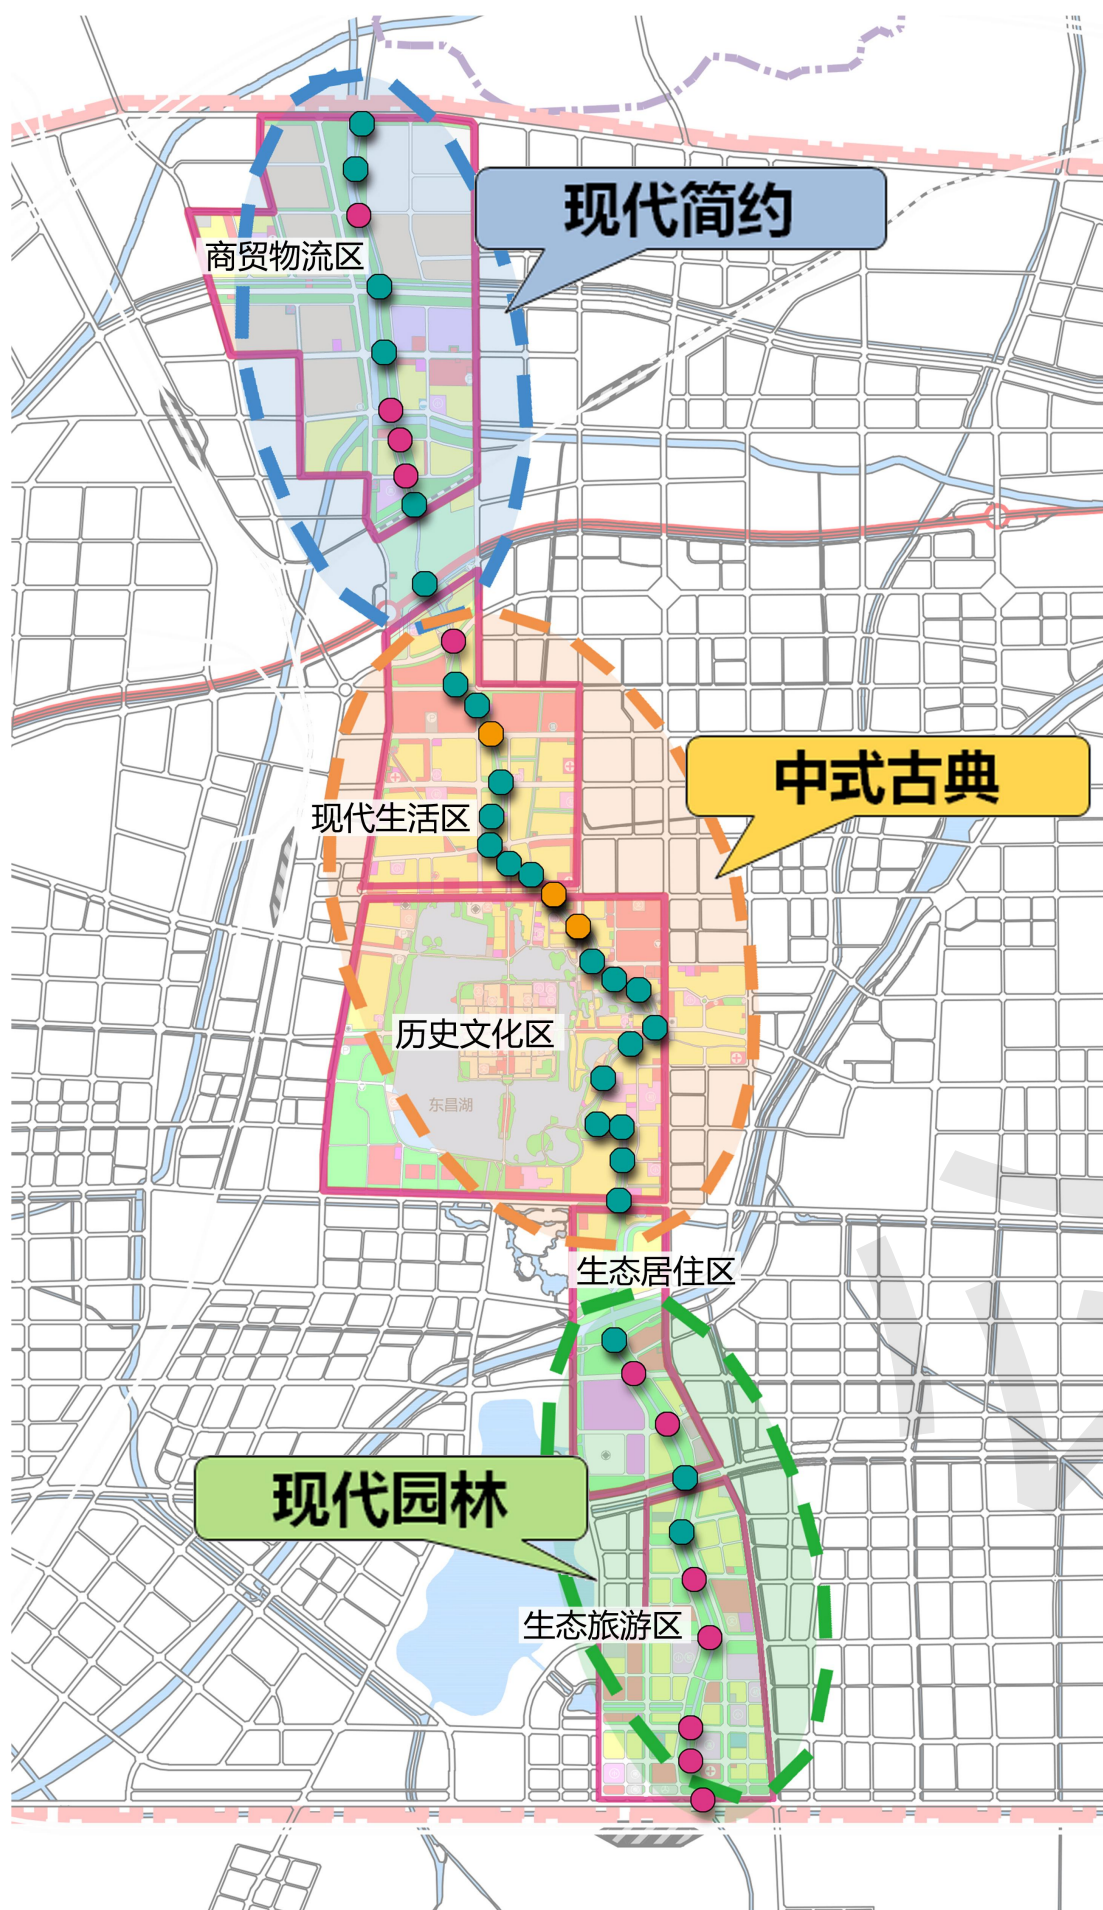 现代简约
商贸物流区
中式古典
现代生活区
历史文化区
东昌湖
生态居住区
现代园林
生态旅游区